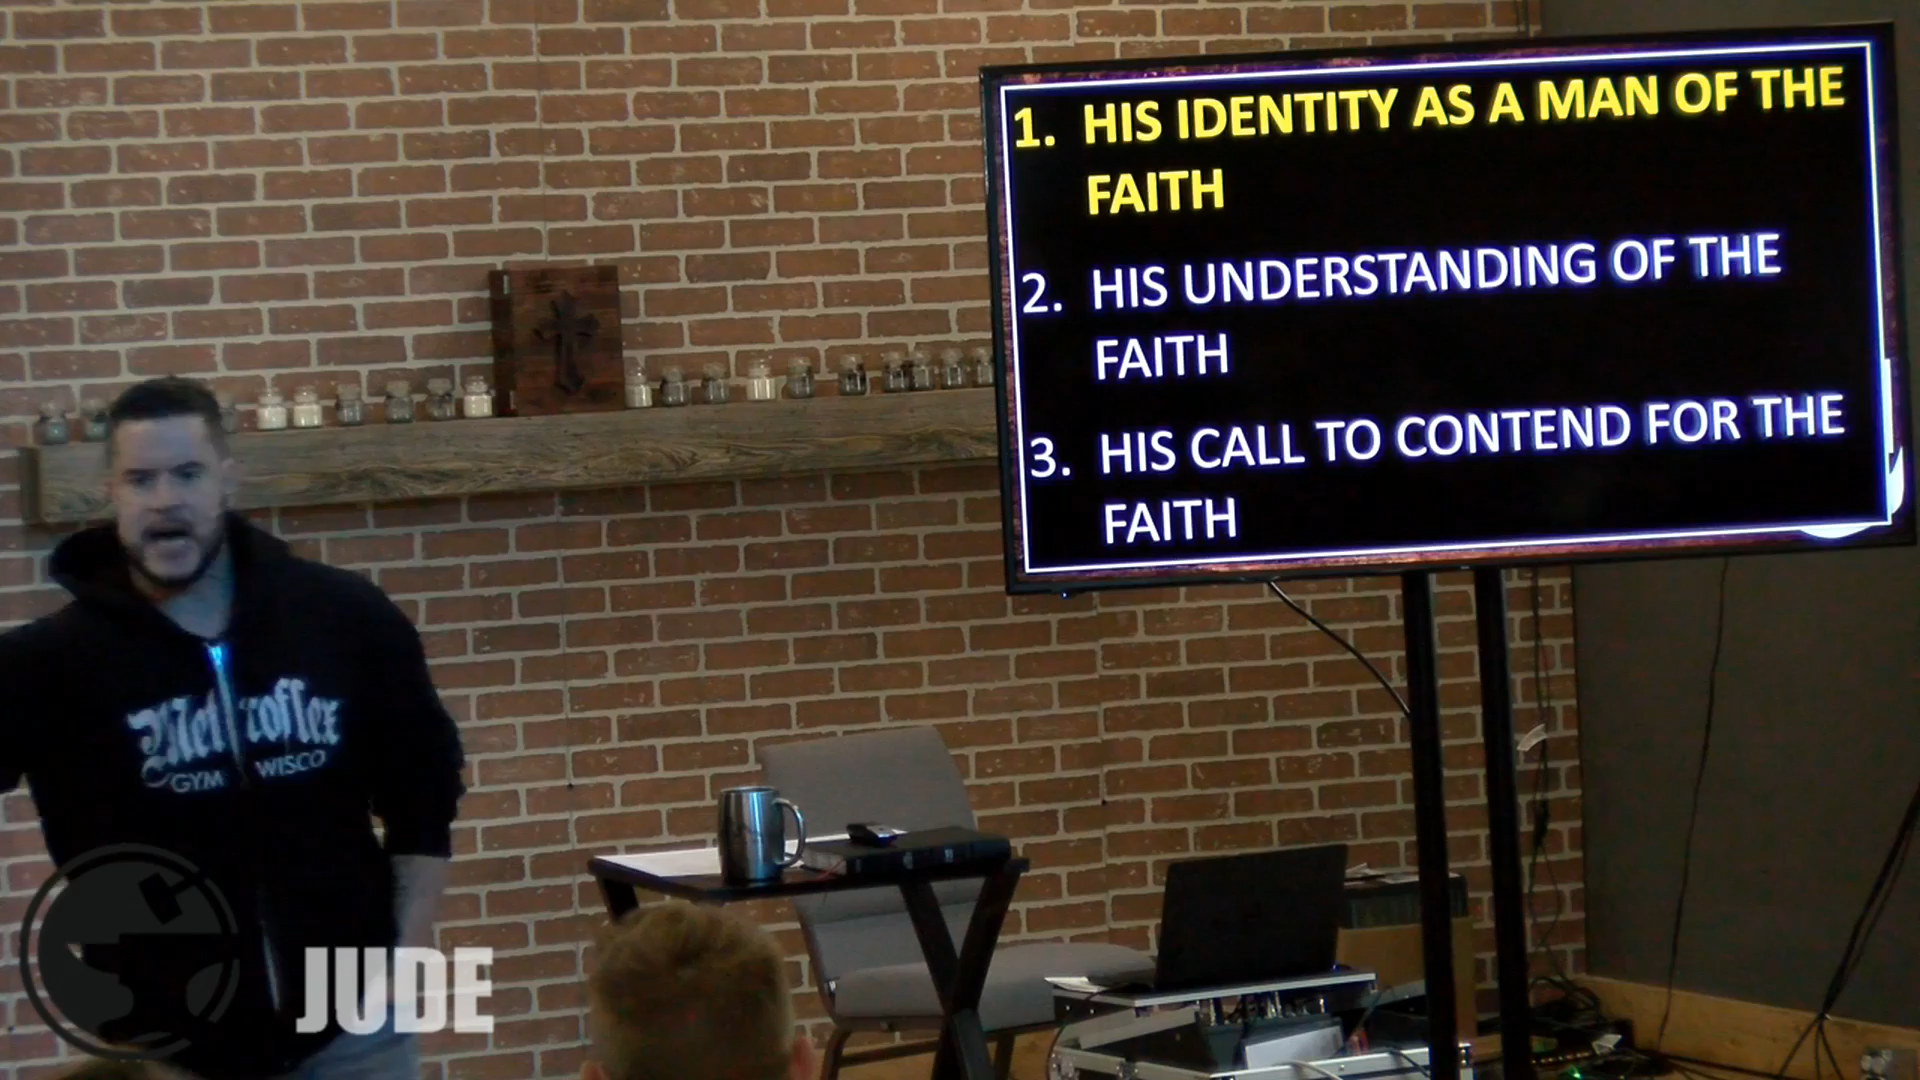 1. HIS IDENTITY AS A MAN OF THE
FAITH
2. HIS UNDERSTANDING OF THE
FAITH
3. HIS CALL TO CONTEND FOR THE
FAITH
Metroflex
GYM WISCO
JUDE